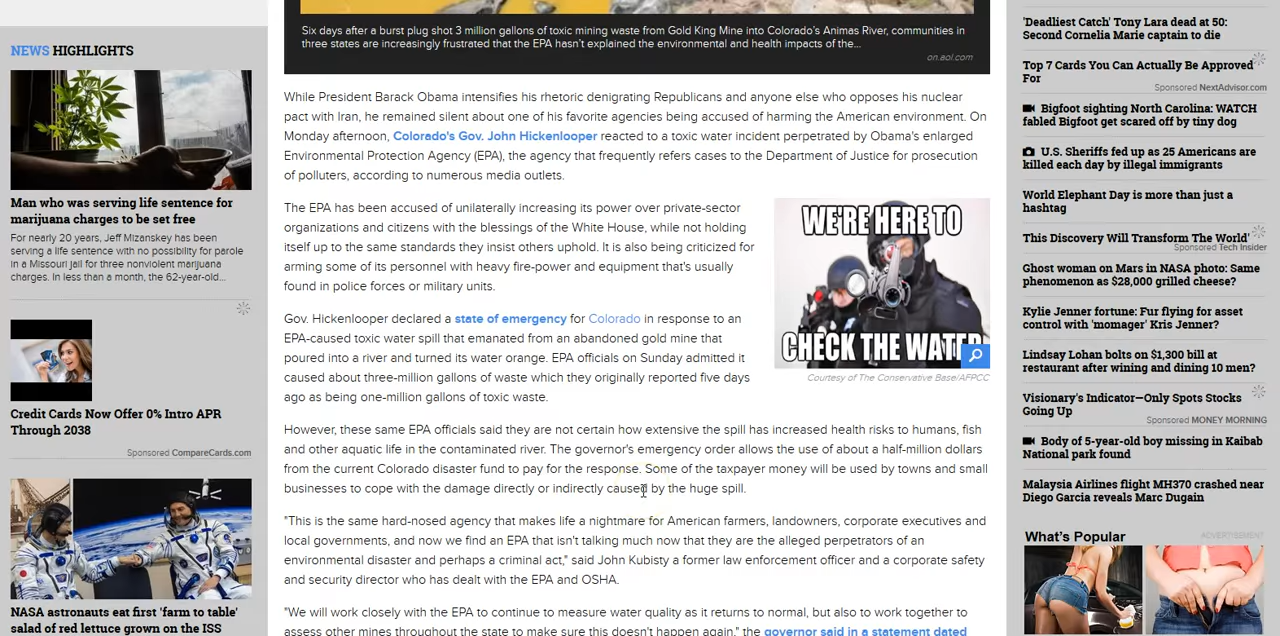 NEWS HIGHLIGHTS
Man who was serving life sentence for
marijuana charges to be set free
For nearly 20 years, Jeff Mizanskey has been
serving a life sentence with no possibility for parole
in a Missouri jail for three nonviolent marijuana
charges. In less than a month, the 62-year-old...
Credit Cards Now Offer 0% Intro APR
Through 2038
Sponsored CompareCards.com
NASA astronauts eat first 'farm to table'
salad of red lettuce grown on the ISS
Six days after a burst plug shot 3 million gallons of toxic mining waste from Gold King Mine into Colorado's Animas River, communities in
three states are increasingly frustrated that the EPA hasn't explained the environmental and health impacts of the...
on.aol.com
While President Barack Obama intensifies his rhetoric denigrating Republicans and anyone else who opposes his nuclear
pact with Iran, he remained silent about one of his favorite agencies being accused of harming the American environment. On
Monday afternoon, Colorado's Gov. John Hickenlooper reacted to a toxic water incident perpetrated by Obama's enlarged
Environmental Protection Agency (EPA), the agency that frequently refers cases to the Department of Justice for prosecution
of polluters, according to numerous media outlets.
The EPA has been accused of unilaterally increasing its power over private-sector
organizations and citizens with the blessings of the White House, while not holding
itself up to the same standards they insist others uphold. It is also being criticized for
arming some of its personnel with heavy fire-power and equipment that's usually
found in police forces or military units.
WE'RE HERE TO
CHECK THE WATER
Courtesy of The Conservative Base/AFPCC
Gov. Hickenlooper declared a state of emergency for Colorado in response to an
EPA-caused toxic water spill that emanated from an abandoned gold mine that
poured into a river and turned its water orange. EPA officials on Sunday admitted it
caused about three-million gallons of waste which they originally reported five days
ago as being one-million gallons of toxic waste.
However, these same EPA officials said they are not certain how extensive the spill has increased health risks to humans, fish
and other aquatic life in the contaminated river. The governor's emergency order allows the use of about a half-million dollars
from the current Colorado disaster fund to pay for the response. Some of the taxpayer money will be used by towns and small
businesses to cope with the damage directly or indirectly caused by the huge spill.
"This is the same hard-nosed agency that makes life a nightmare for American farmers, landowners, corporate executives and
local governments, and now we find an EPA that isn't talking much now that they are the alleged perpetrators of an
environmental disaster and perhaps a criminal act," said John Kubisty a former law enforcement officer and a corporate safety
and security director who has dealt with the EPA and OSHA.
"We will work closely with the EPA to continue to measure water quality as it returns to normal, but also to work together to
assess other mines throughout the state to make sure this doesn't happen again," the governor said in a statement dated
'Deadliest Catch' Tony Lara dead at 50:
Second Cornelia Marie captain to die
Top 7 Cards You Can Actually Be Approved
For
Sponsored NextAdvisor.com
Bigfoot sighting North Carolina: WATCH
fabled Bigfoot get scared off by tiny dog
U.S. Sheriffs fed up as 25 Americans are
killed each day by illegal immigrants
World Elephant Day is more than just a
hashtag
This Discovery Will Transform The World'
Sponsored Tech Insider
Ghost woman on Mars in NASA photo: Same
phenomenon as $28,000 grilled cheese?
Kylie Jenner fortune: Fur flying for asset
control with 'momager' Kris Jenner?
Lindsay Lohan bolts on $1,300 bill at
restaurant after wining and dining 10 men?
Visionary's Indicator—Only Spots Stocks
Going Up
Sponsored MONEY MORNING
Body of 5-year-old boy missing in Kaibab
National park found
Malaysia Airlines flight MH370 crashed near
Diego Garcia reveals Marc Dugain
What's Popular
ADVERTISEMENT